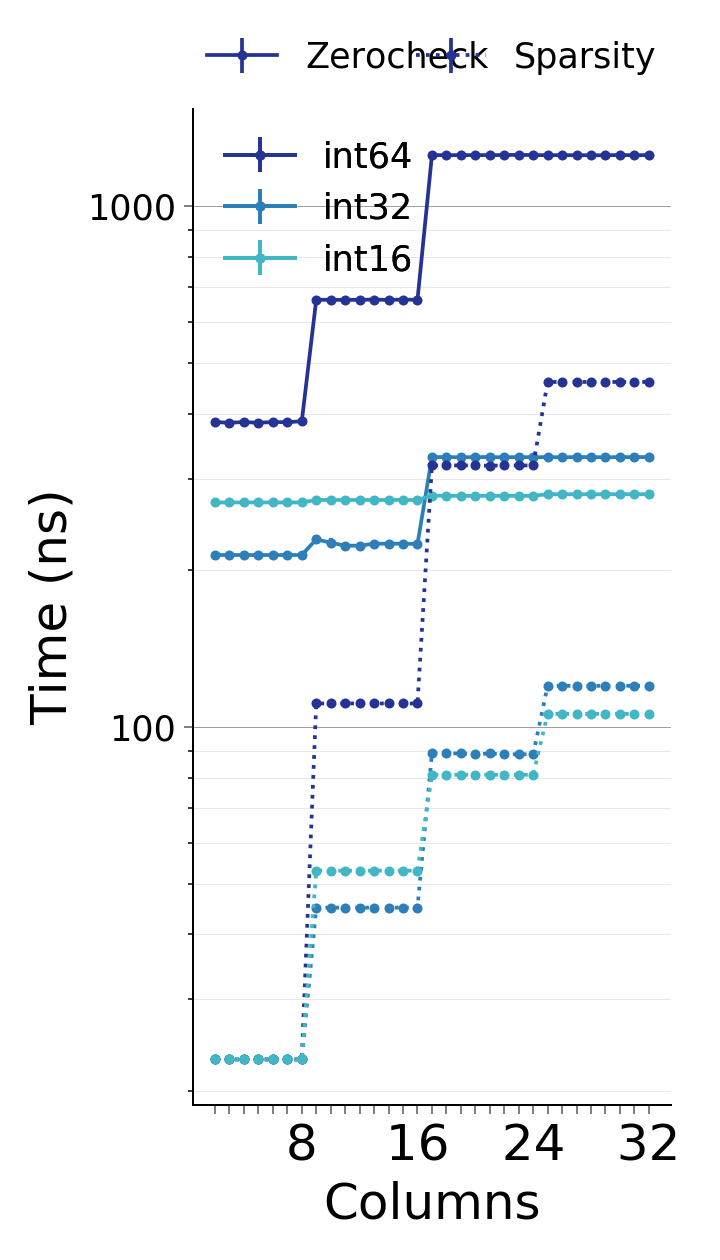 Zerocheck Sparsity
int64
int32
int16
1000
100
Time (ns)
8 16 24 32
Columns